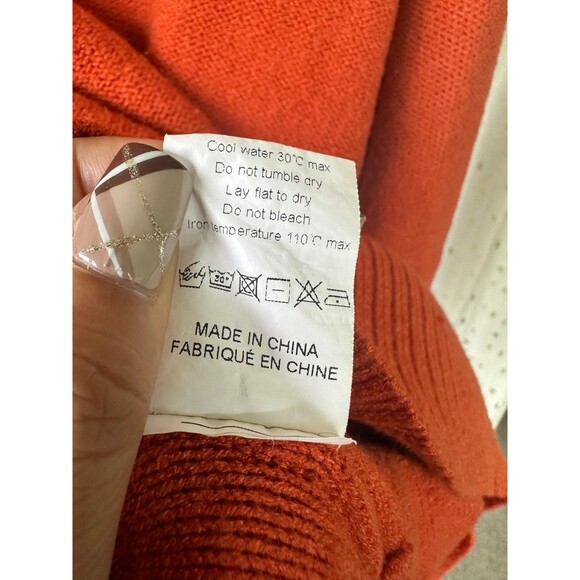 Cool water 30°C max
Do not tumble dry
Lay flat to dry
Do not bleach
Iron temperature 110°C max
30°
MADE IN CHINA
FABRIQUÉ EN CHINE